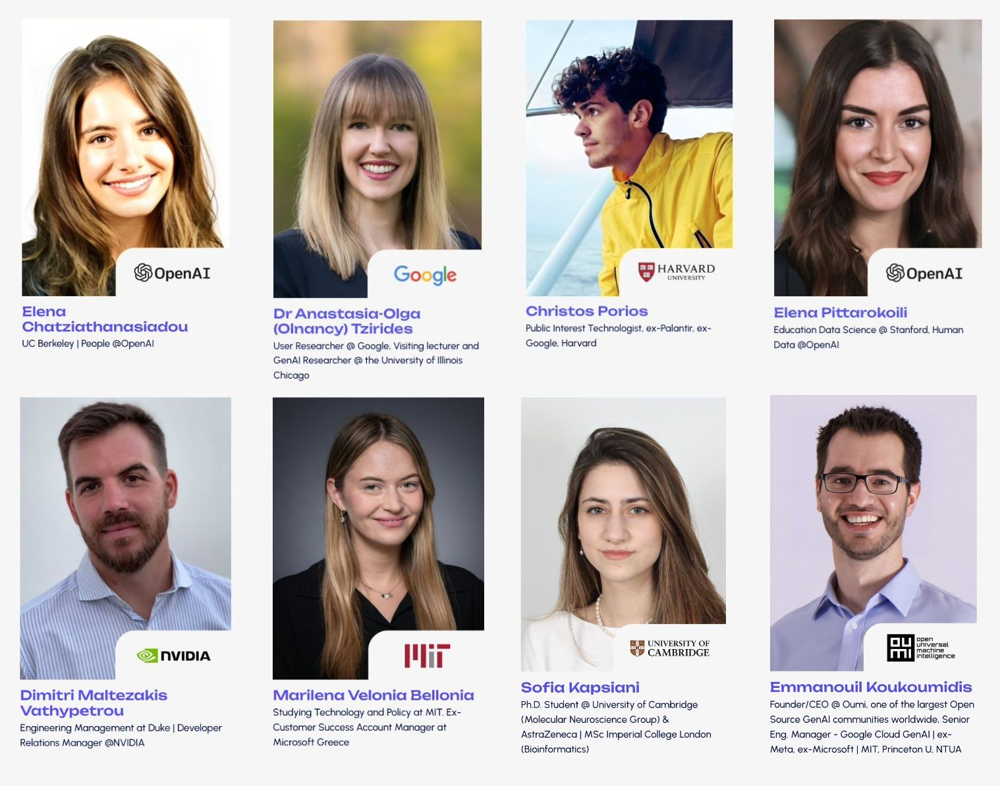 OpenAI
Elena
Chatziathanasiadou
UC Berkeley | People @OpenAI
Google
Dr Anastasia-Olga
(Olnancy) Tzirides
User Researcher @ Google, Visiting lecturer and
GenAI Researcher @ the University of Illinois
Chicago
HARVARD
UNIVERSITY
Christos Porios
Public Interest Technologist, ex-Palantir, ex-
Google, Harvard
OpenAI
Elena Pittarokoili
Education Data Science @ Stanford, Human
Data @OpenAI
NVIDIA
Dimitri Maltezakis
Vathypetrou
Engineering Management at Duke | Developer
Relations Manager @NVIDIA
MIT
Marilena Velonia Bellonia
Studying Technology and Policy at MIT. Ex-
Customer Success Account Manager at
Microsoft Greece
UNIVERSITY OF
CAMBRIDGE
Sofia Kapsiani
Ph.D. Student @ University of Cambridge
(Molecular Neuroscience Group) &
AstraZeneca | MSc Imperial College London
(Bioinformatics)
OUMI
open
universal
machine
intelligence
Emmanouil Koukoumidis
Founder/CEO @ Oumi, one of the largest Open
Source GenAI communities worldwide, Senior
Eng. Manager - Google Cloud GenAI | ex-
Meta, ex-Microsoft | MIT, Princeton U, NTUA